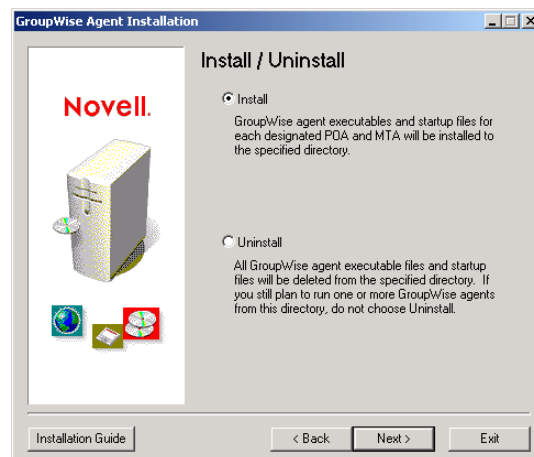 GroupWise Agent Installation
Install / Uninstall
Novell.
Install
GroupWise agent executables and startup files for
each designated POA and MTA will be installed to
the specified directory.
Uninstall
All GroupWise agent executable files and startup
files will be deleted from the specified directory. If
you still plan to run one or more GroupWise agents
from this directory, do not choose Uninstall.
Installation Guide
< Back
Next >
Exit